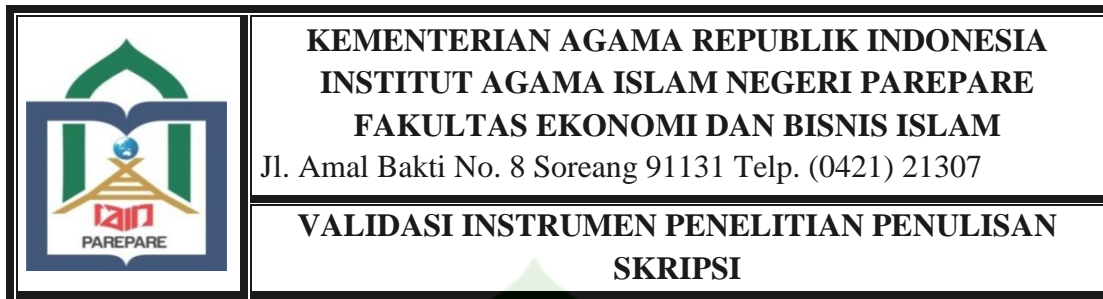 IAIN
PAREPARE
KEMENTERIAN AGAMA REPUBLIK INDONESIA
INSTITUT AGAMA ISLAM NEGERI PAREPARE
FAKULTAS EKONOMI DAN BISNIS ISLAM
Jl. Amal Bakti No. 8 Soreang 91131 Telp. (0421) 21307
VALIDASI INSTRUMEN PENELITIAN PENULISAN
SKRIPSI